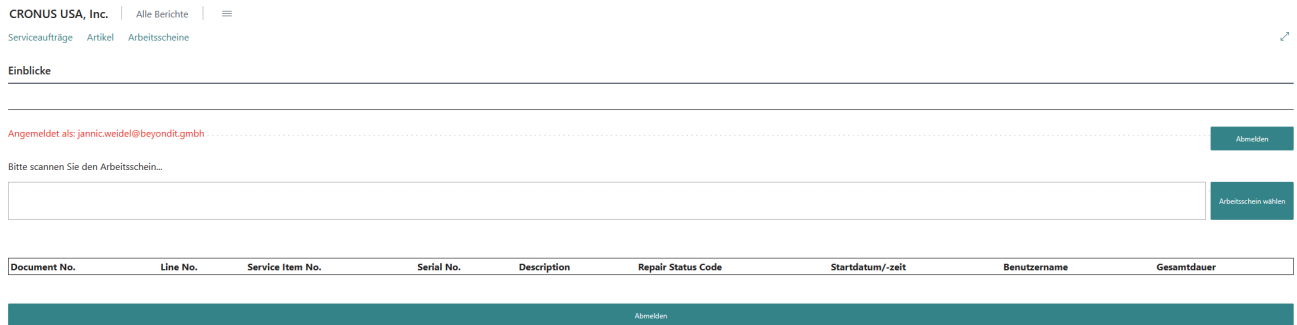 CRONUS USA, Inc. Alle Berichte
Serviceaufträge Artikel Arbeitsscheine
Einblicke
Angemeldet als: jannic.weidel@beyondit.gmbh Abmelden
Bitte scannen Sie den Arbeitsschein...
Arbeitsschein wählen
Document No. Line No. Service Item No. Serial No. Description Repair Status Code Startdatum/-zeit Benutzername Gesamtdauer
Abmelden